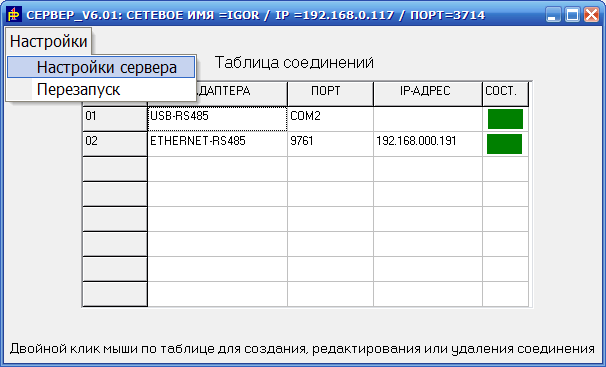 СЕРВЕР_V6.01: СЕТЕВОЕ ИМЯ =IGOR / IP =192.168.0.117 / ПОРТ=3714
Настройки
Настройки сервера
Перезапуск
Таблица соединений
АДАПТЕРА ПОРТ IP-АДРЕС СОСТ.
01 USB-RS485 COM2
02 ETHERNET-RS485 9761 192.168.000.191
Двойной клик мыши по таблице для создания, редактирования или удаления соединения